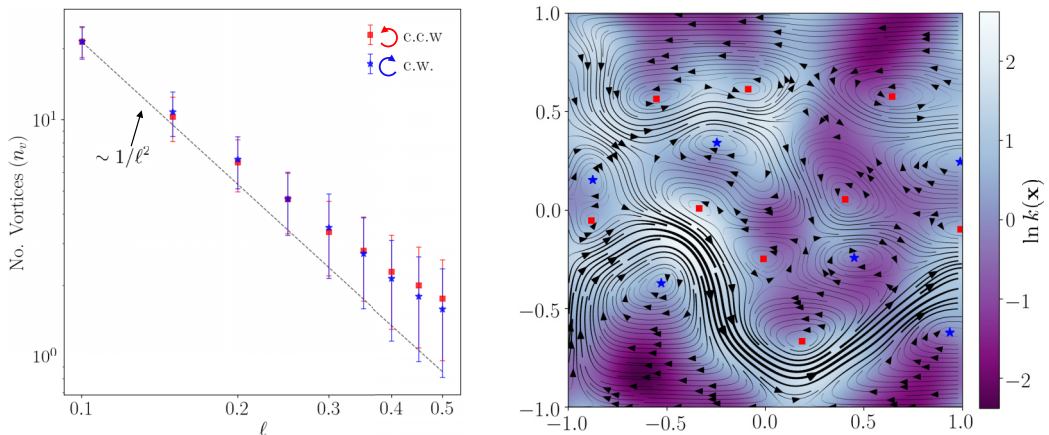 No. Vortices (n_v)
10^1
10^0
c.c.w
c.w.
~ 1/ℓ^2
0.1 0.2 0.3 0.4 0.5
ℓ
1.0
0.5
0.0
-0.5
-1.0
-1.0 -0.5 0.0 0.5 1.0
2
1
0
-1
-2
ln k(x)